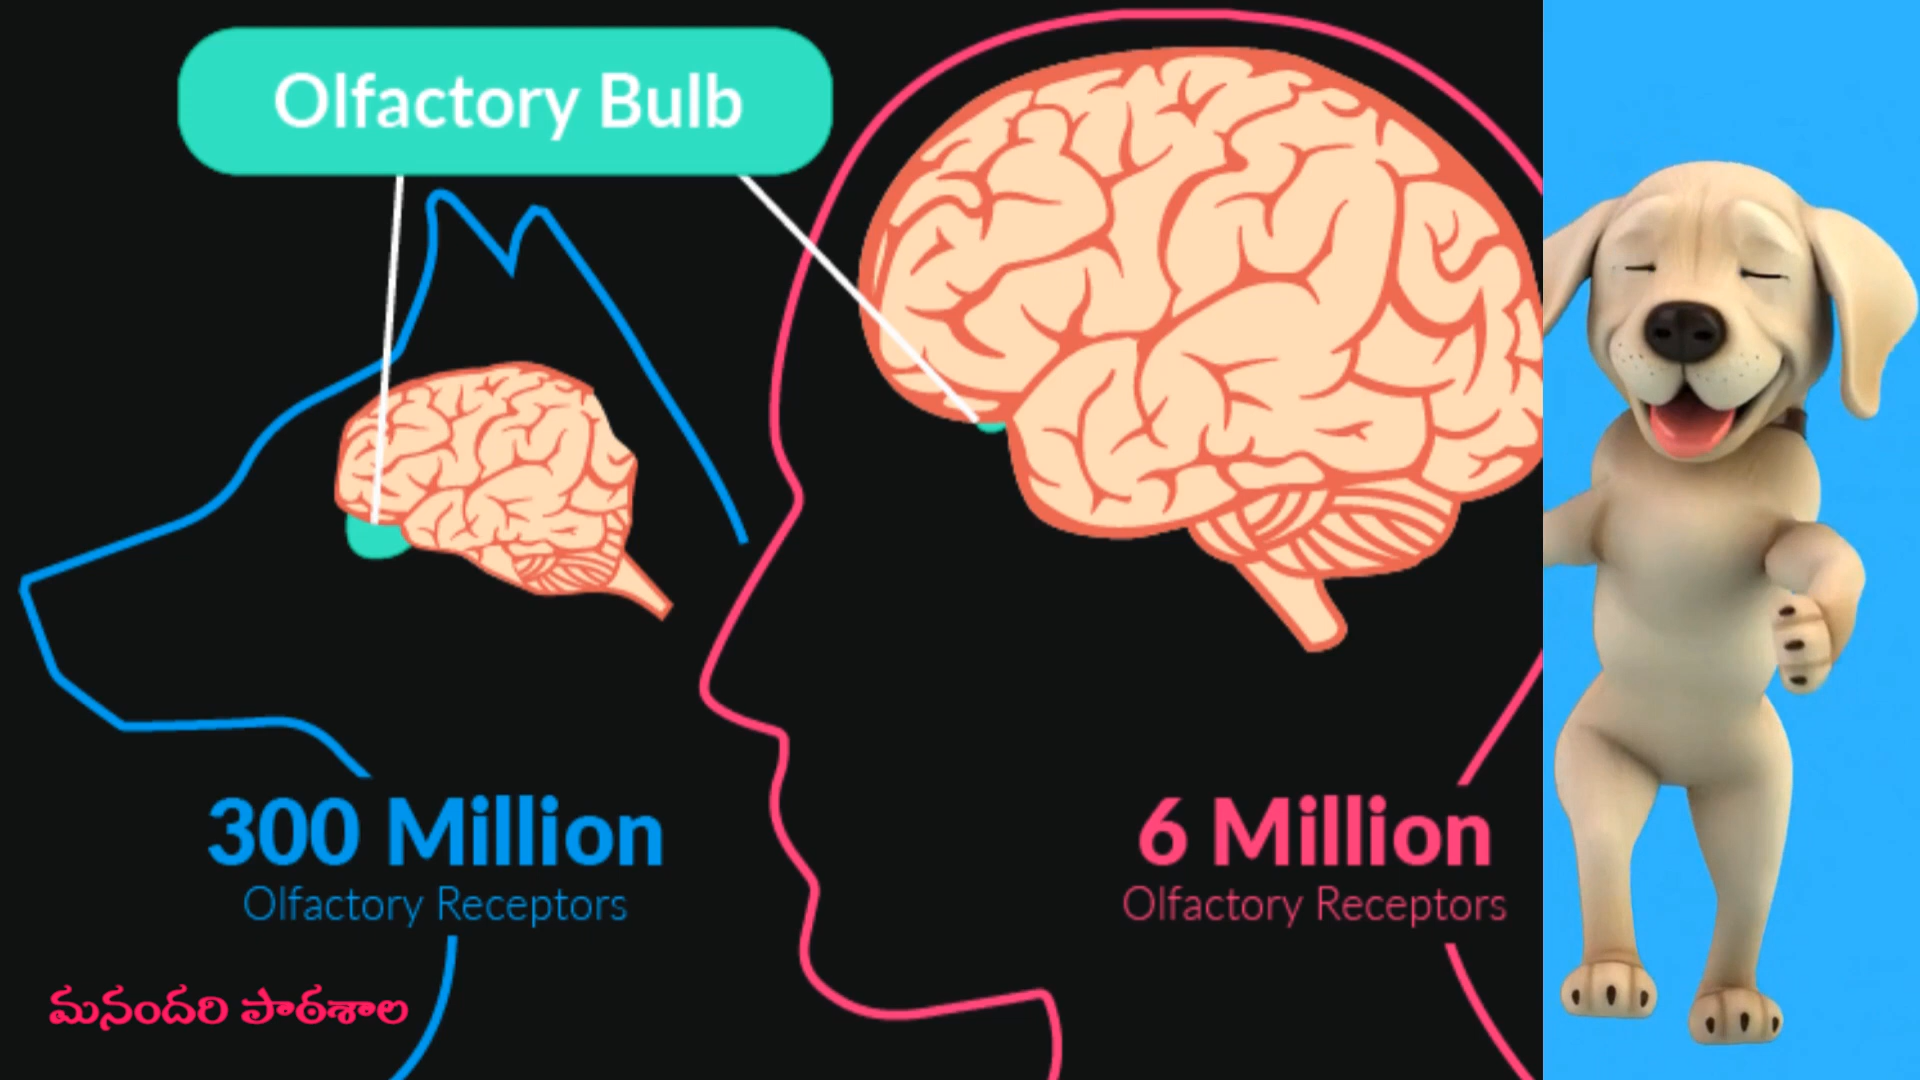 Olfactory Bulb
300 Million
Olfactory Receptors
6 Million
Olfactory Receptors
మనందరి పాఠశాల